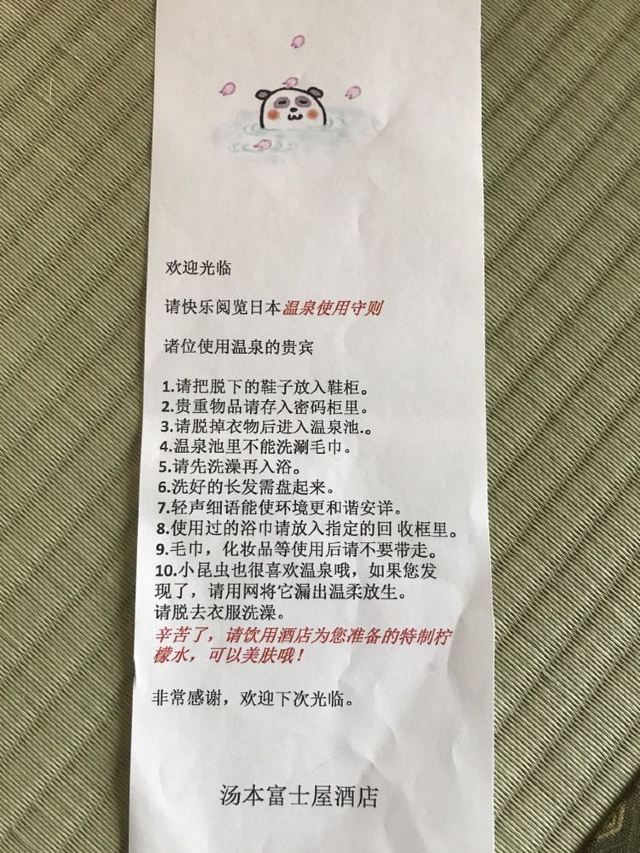 欢迎光临
请快乐阅览日本温泉使用守则
诸位使用温泉的贵宾
1.请把脱下的鞋子放入鞋柜。
2.贵重物品请存入密码柜里。
3.请脱掉衣物后进入温泉池.。
4.温泉池里不能洗涮毛巾。
5.请先洗澡再入浴。
6.洗好的长发需盘起来。
7.轻声细语能使环境更和谐安详。
8.使用过的浴巾请放入指定的回 收框里。
9.毛巾，化妆品等使用后请不要带走。
10.小昆虫也很喜欢温泉哦，如果您发
现了，请用网将它漏出温柔放生。
请脱去衣服洗澡。
辛苦了，请饮用酒店为您准备的特制柠
檬水，可以美肤哦！
非常感谢，欢迎下次光临。
汤本富士屋酒店